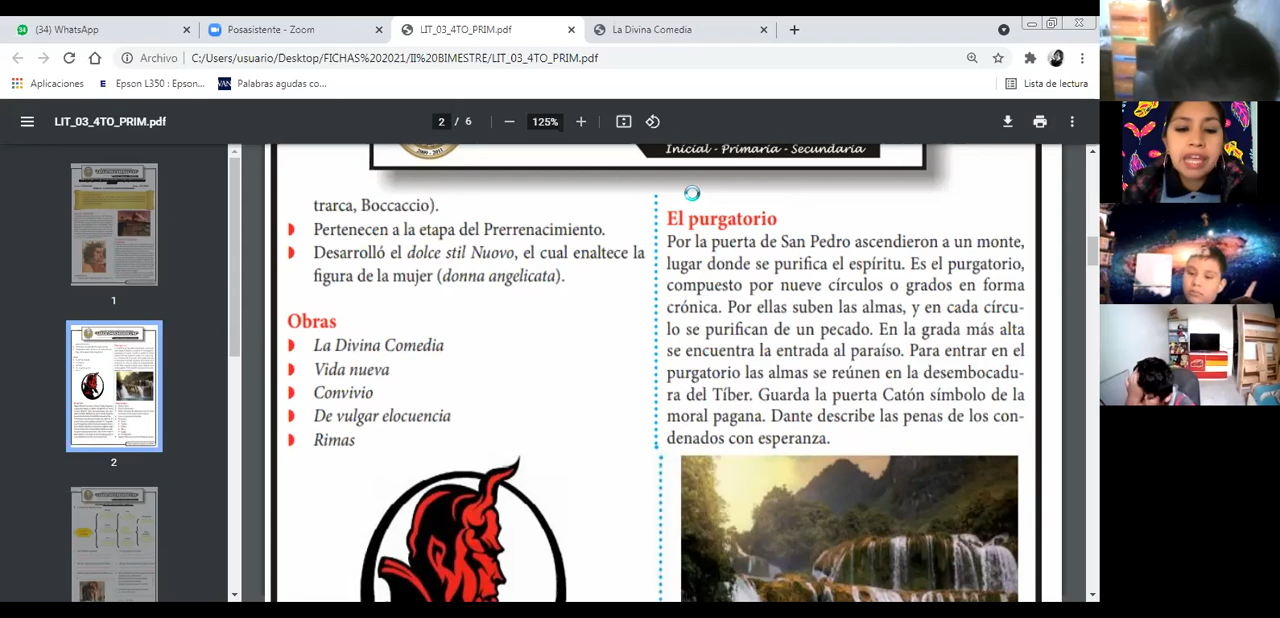 (34) WhatsApp
Posasistente - Zoom
LIT_03_4TO_PRIM.pdf
La Divina Comedia
Archivo
C:/Users/usuario/Desktop/FICHAS%202021/II%20BIMESTRE/LIT_03_4TO_PRIM.pdf
Aplicaciones
E Epson L350 : Epson...
VAN Palabras agudas co...
Lista de lectura
LIT_03_4TO_PRIM.pdf
2 / 6
125%
1
2
2009 - 2011
Inicial - Primaria - Secundaria
trarca, Boccaccio).
Pertenecen a la etapa del Prerrenacimiento.
Desarrolló el dolce stil Nuovo, el cual enaltece la
figura de la mujer (donna angelicata).
Obras
La Divina Comedia
Vida nueva
Convivio
De vulgar elocuencia
Rimas
El purgatorio
Por la puerta de San Pedro ascendieron a un monte,
lugar donde se purifica el espíritu. Es el purgatorio,
compuesto por nueve círculos o grados en forma
crónica. Por ellas suben las almas, y en cada círcu-
lo se purifican de un pecado. En la grada más alta
se encuentra la entrada al paraíso. Para entrar en el
purgatorio las almas se reúnen en la desembocadu-
ra del Tíber. Guarda la puerta Catón símbolo de la
moral pagana. Dante describe las penas de los con-
denados con esperanza.